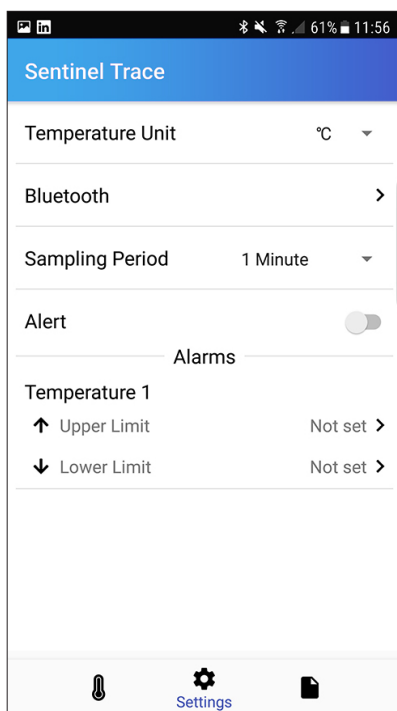 in 61% 11:56
Sentinel Trace
Temperature Unit °C
Bluetooth
Sampling Period 1 Minute
Alert
Alarms
Temperature 1
Upper Limit Not set
Lower Limit Not set
Settings